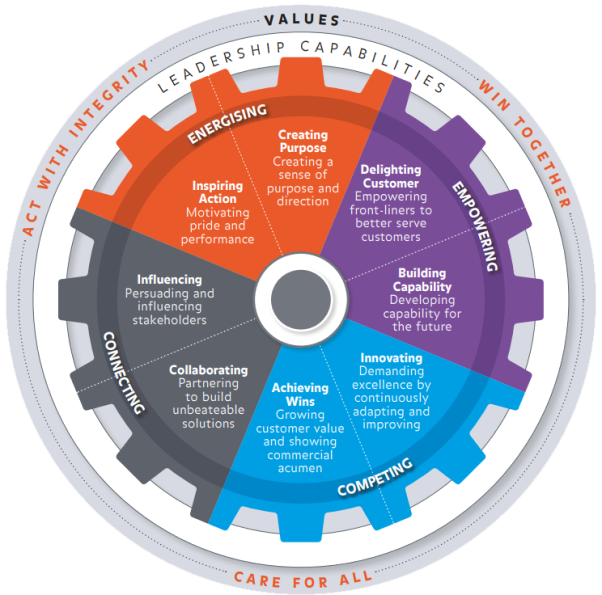 VALUES
LEADERSHIP CAPABILITIES
ACT WITH INTEGRITY
WIN TOGETHER
ENERGISING
Creating
Purpose
Creating a
sense of
purpose and
direction
Inspiring
Action
Motivating
pride and
performance
EMPOWERING
Delighting
Customer
Empowering
front-liners to
better serve
customers
Building
Capability
Developing
capability for
the future
Influencing
Persuading and
influencing
stakeholders
CONNECTING
Collaborating
Partnering
to build
unbeateable
solutions
Innovating
Demanding
excellence by
continuously
adapting and
improving
Achieving
Wins
Growing
customer value
and showing
commercial
acumen
COMPETING
CARE FOR ALL